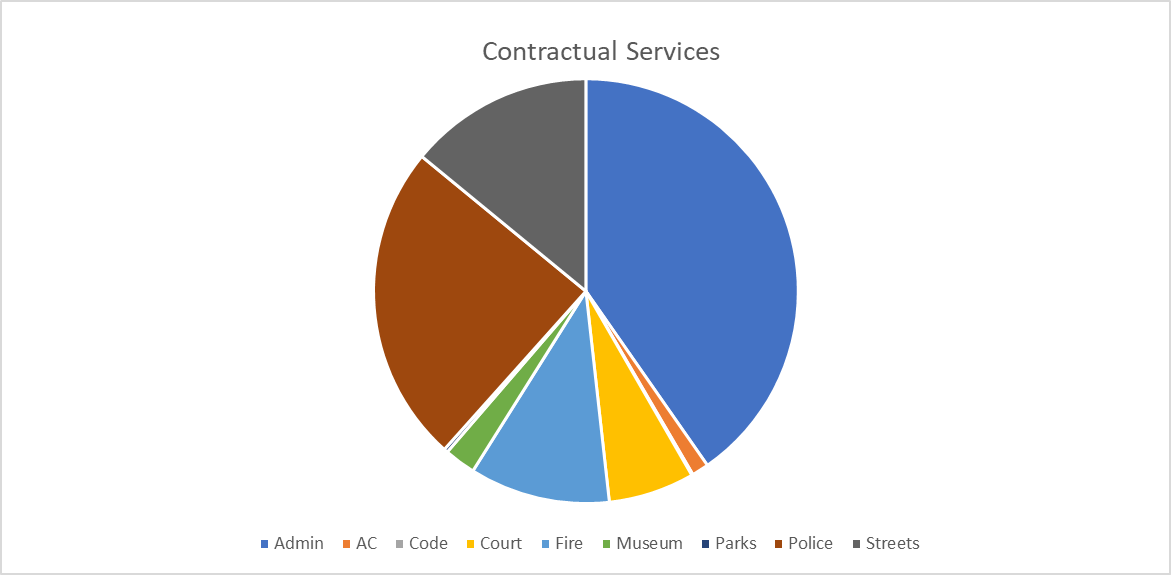 Contractual Services
Admin AC Code Court Fire Museum Parks Police Streets